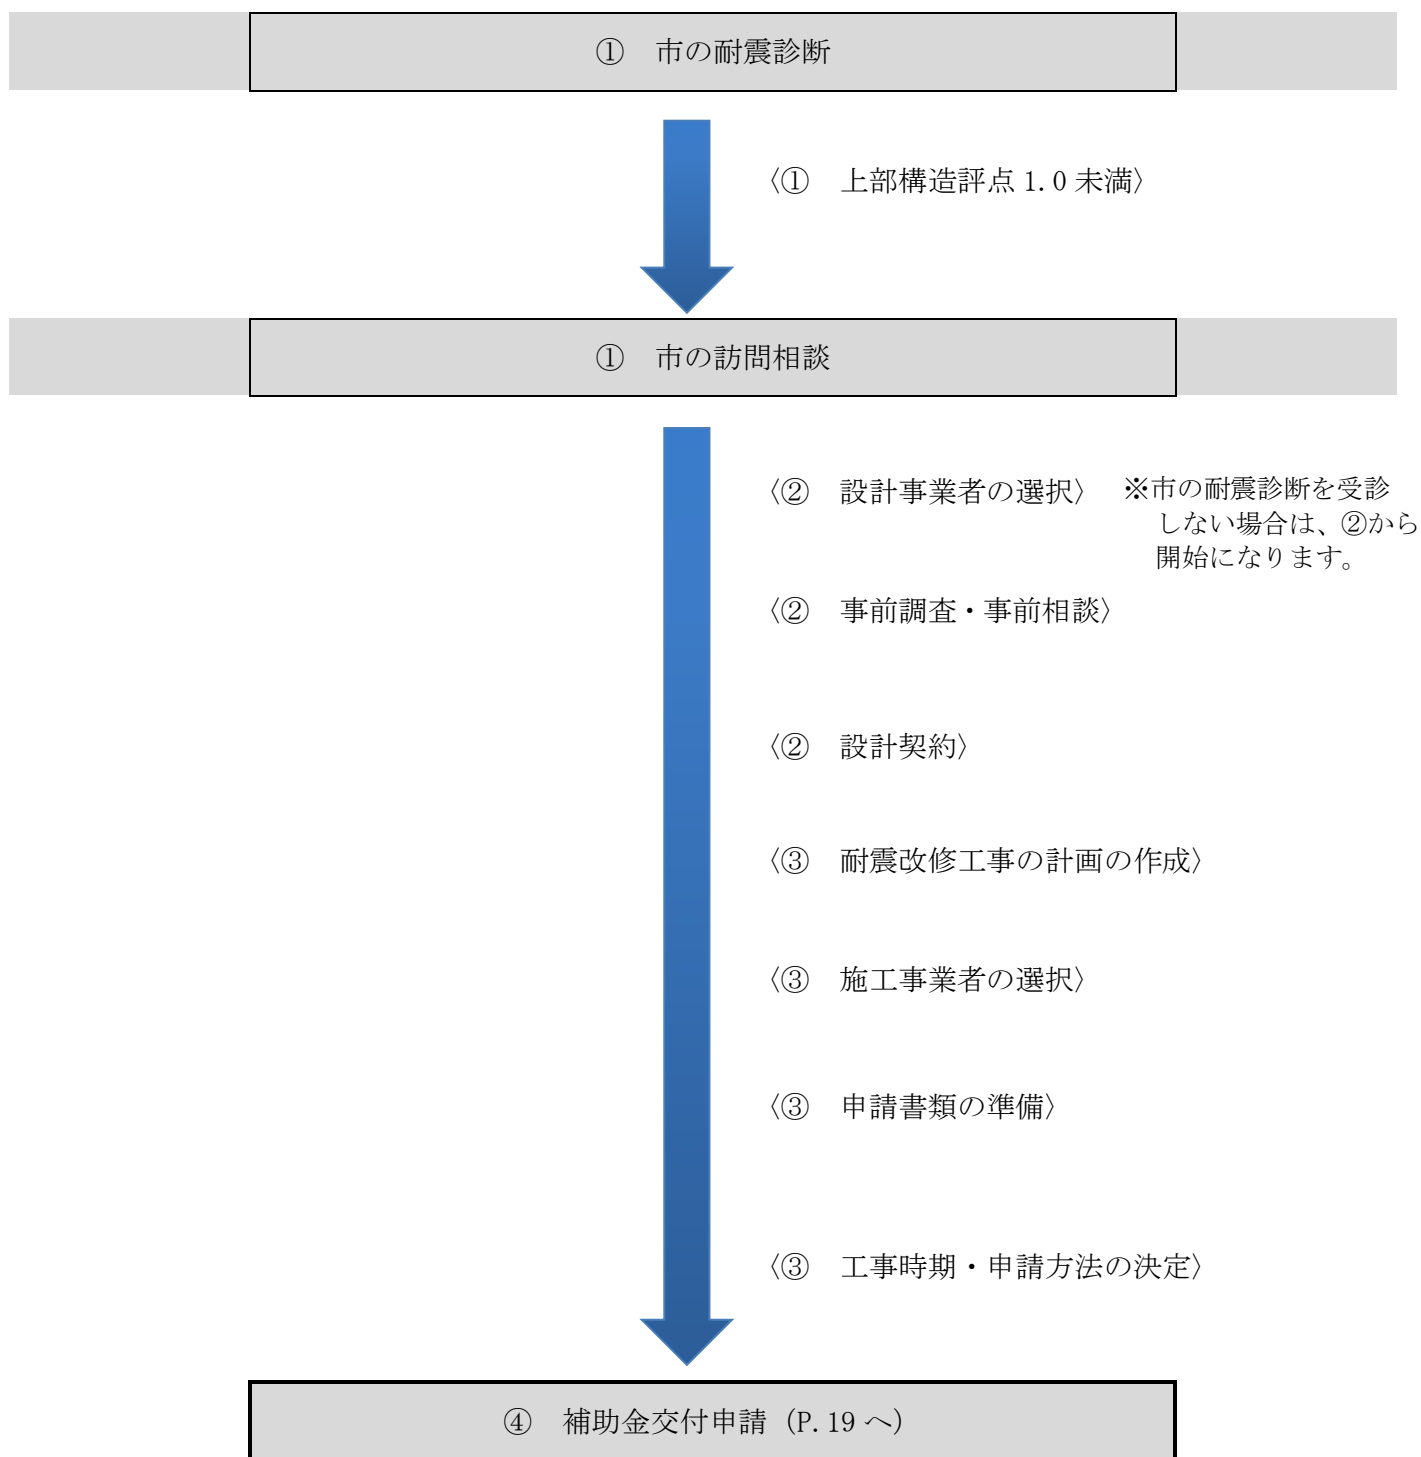 ① 市の耐震診断
〈① 上部構造評点 1.0 未満〉
① 市の訪問相談
〈② 設計事業者の選択〉
※市の耐震診断を受診
しない場合は、②から
開始になります。
〈② 事前調査・事前相談〉
〈② 設計契約〉
〈③ 耐震改修工事の計画の作成〉
〈③ 施工事業者の選択〉
〈③ 申請書類の準備〉
〈③ 工事時期・申請方法の決定〉
④ 補助金交付申請（P.19 へ）